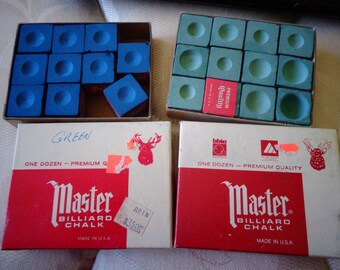 PREMIUM
Quality
GREEN
ONE DOZEN — PREMIUM QUALITY
Master
BILLIARD
CHALK
MADE IN U.S.A.
ONE DOZEN — PREMIUM QUALITY
Master
BILLIARD
CHALK
MADE IN U.S.A.